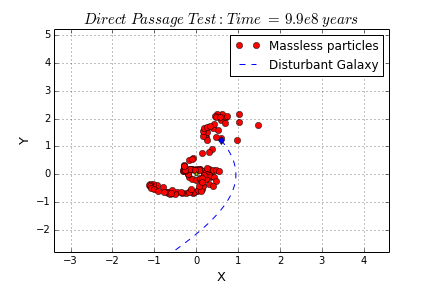 Direct Passage Test: Time = 9.9e8 years
Massless particles
Disturbant Galaxy
Y
5
4
3
2
1
0
−1
−2
−3 −2 −1 0 1 2 3 4
X